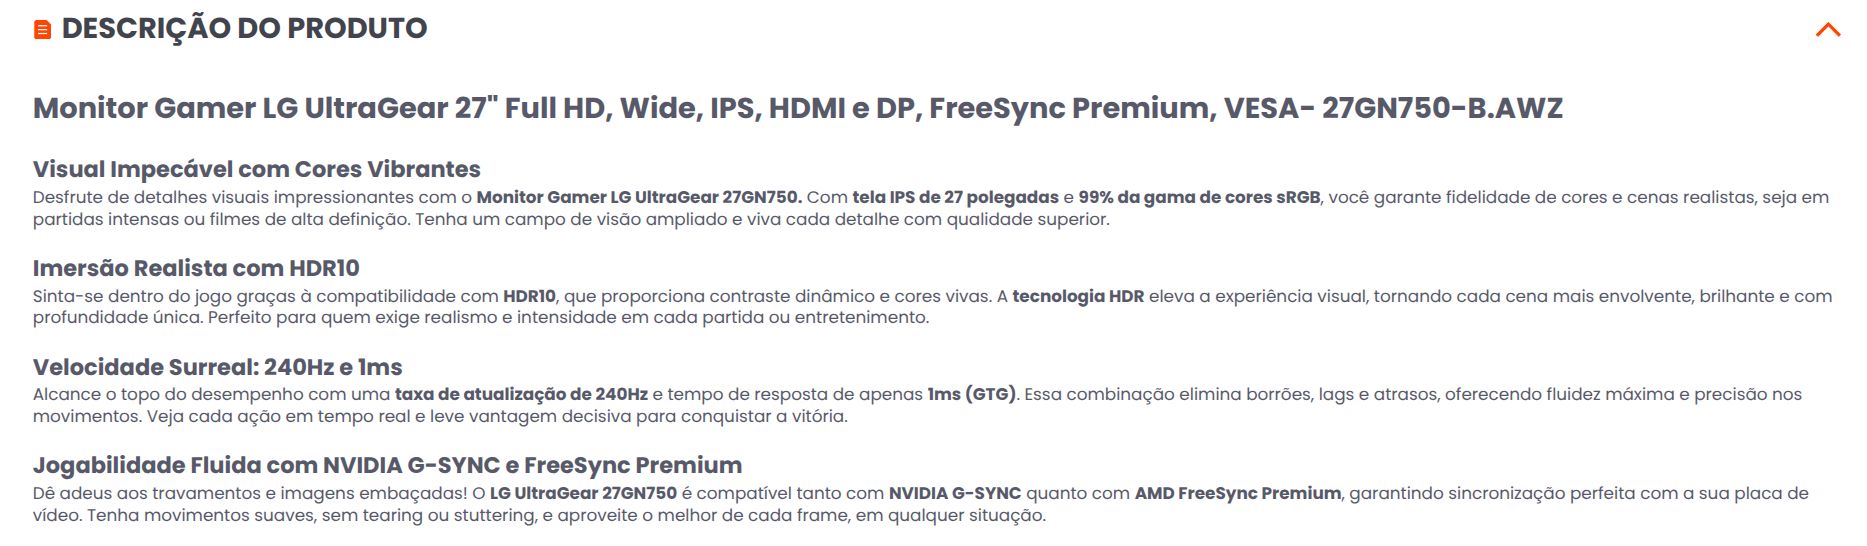 DESCRIÇÃO DO PRODUTO
Monitor Gamer LG UltraGear 27" Full HD, Wide, IPS, HDMI e DP, FreeSync Premium, VESA- 27GN750-B.AWZ
Visual Impecável com Cores Vibrantes
Desfrute de detalhes visuais impressionantes com o Monitor Gamer LG UltraGear 27GN750. Com tela IPS de 27 polegadas e 99% da gama de cores sRGB, você garante fidelidade de cores e cenas realistas, seja em
partidas intensas ou filmes de alta definição. Tenha um campo de visão ampliado e viva cada detalhe com qualidade superior.
Imersão Realista com HDR10
Sinta-se dentro do jogo graças à compatibilidade com HDR10, que proporciona contraste dinâmico e cores vivas. A tecnologia HDR eleva a experiência visual, tornando cada cena mais envolvente, brilhante e com
profundidade única. Perfeito para quem exige realismo e intensidade em cada partida ou entretenimento.
Velocidade Surreal: 240Hz e 1ms
Alcance o topo do desempenho com uma taxa de atualização de 240Hz e tempo de resposta de apenas 1ms (GTG). Essa combinação elimina borrões, lags e atrasos, oferecendo fluidez máxima e precisão nos
movimentos. Veja cada ação em tempo real e leve vantagem decisiva para conquistar a vitória.
Jogabilidade Fluida com NVIDIA G-SYNC e FreeSync Premium
Dê adeus aos travamentos e imagens embaçadas! O LG UltraGear 27GN750 é compatível tanto com NVIDIA G-SYNC quanto com AMD FreeSync Premium, garantindo sincronização perfeita com a sua placa de
vídeo. Tenha movimentos suaves, sem tearing ou stuttering, e aproveite o melhor de cada frame, em qualquer situação.